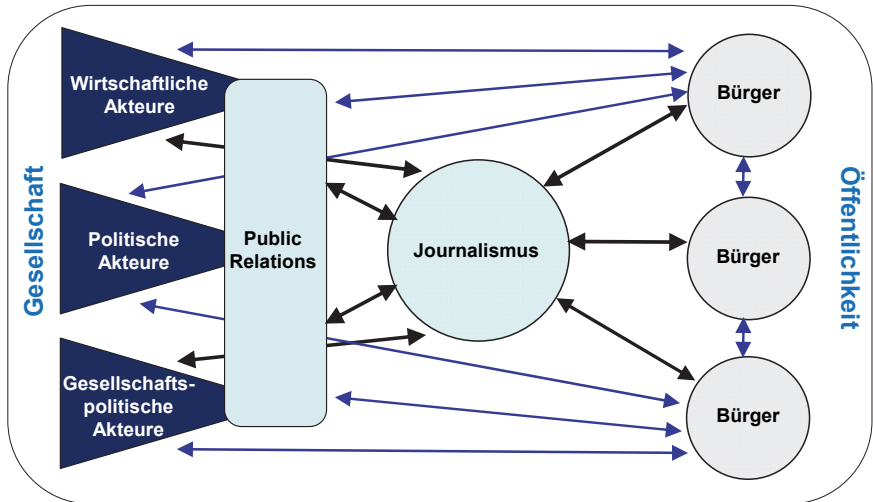 Gesellschaft
Wirtschaftliche
Akteure
Politische
Akteure
Gesellschafts-
politische
Akteure
Public
Relations
Journalismus
Bürger
Bürger
Bürger
Öffentlichkeit